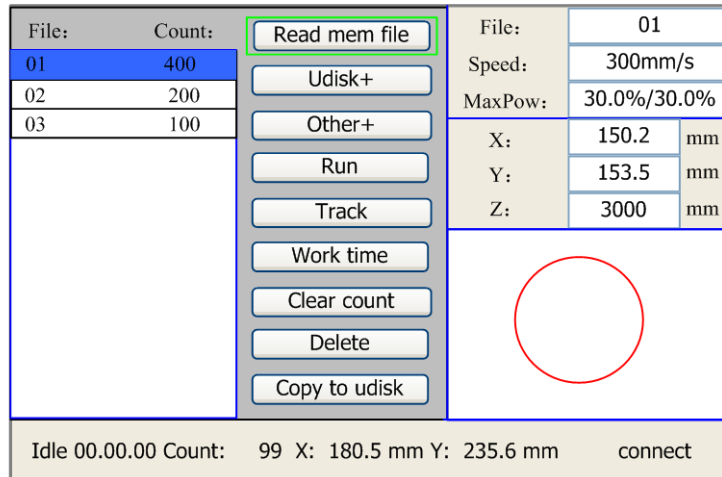 File: Count:
01 400
02 200
03 100
Read mem file
Udisk+
Other+
Run
Track
Work time
Clear count
Delete
Copy to udisk
File: 01
Speed: 300mm/s
MaxPow: 30.0%/30.0%
X: 150.2 mm
Y: 153.5 mm
Z: 3000 mm
Idle 00.00.00 Count: 99 X: 180.5 mm Y: 235.6 mm connect